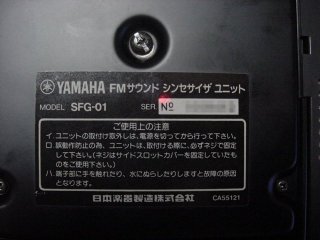 YAMAHA FMサウンド シンセサイザ ユニット
MODEL SFG-01 SER. Nº
ご使用上の注意
イ. ユニットの取付け取外しは、電源を切ってから行って下さい。
ロ. 誤動作防止の為、ユニットは、取付ける際に、必ずネジで固定
して下さい。(ネジはサイドスロットカバーを固定していた
ものをご使用下さい。)
ハ. 端子部に手を触れたり、水にぬらしたりしますと故障の原因
となります。
日本楽器製造株式会社 CA55121